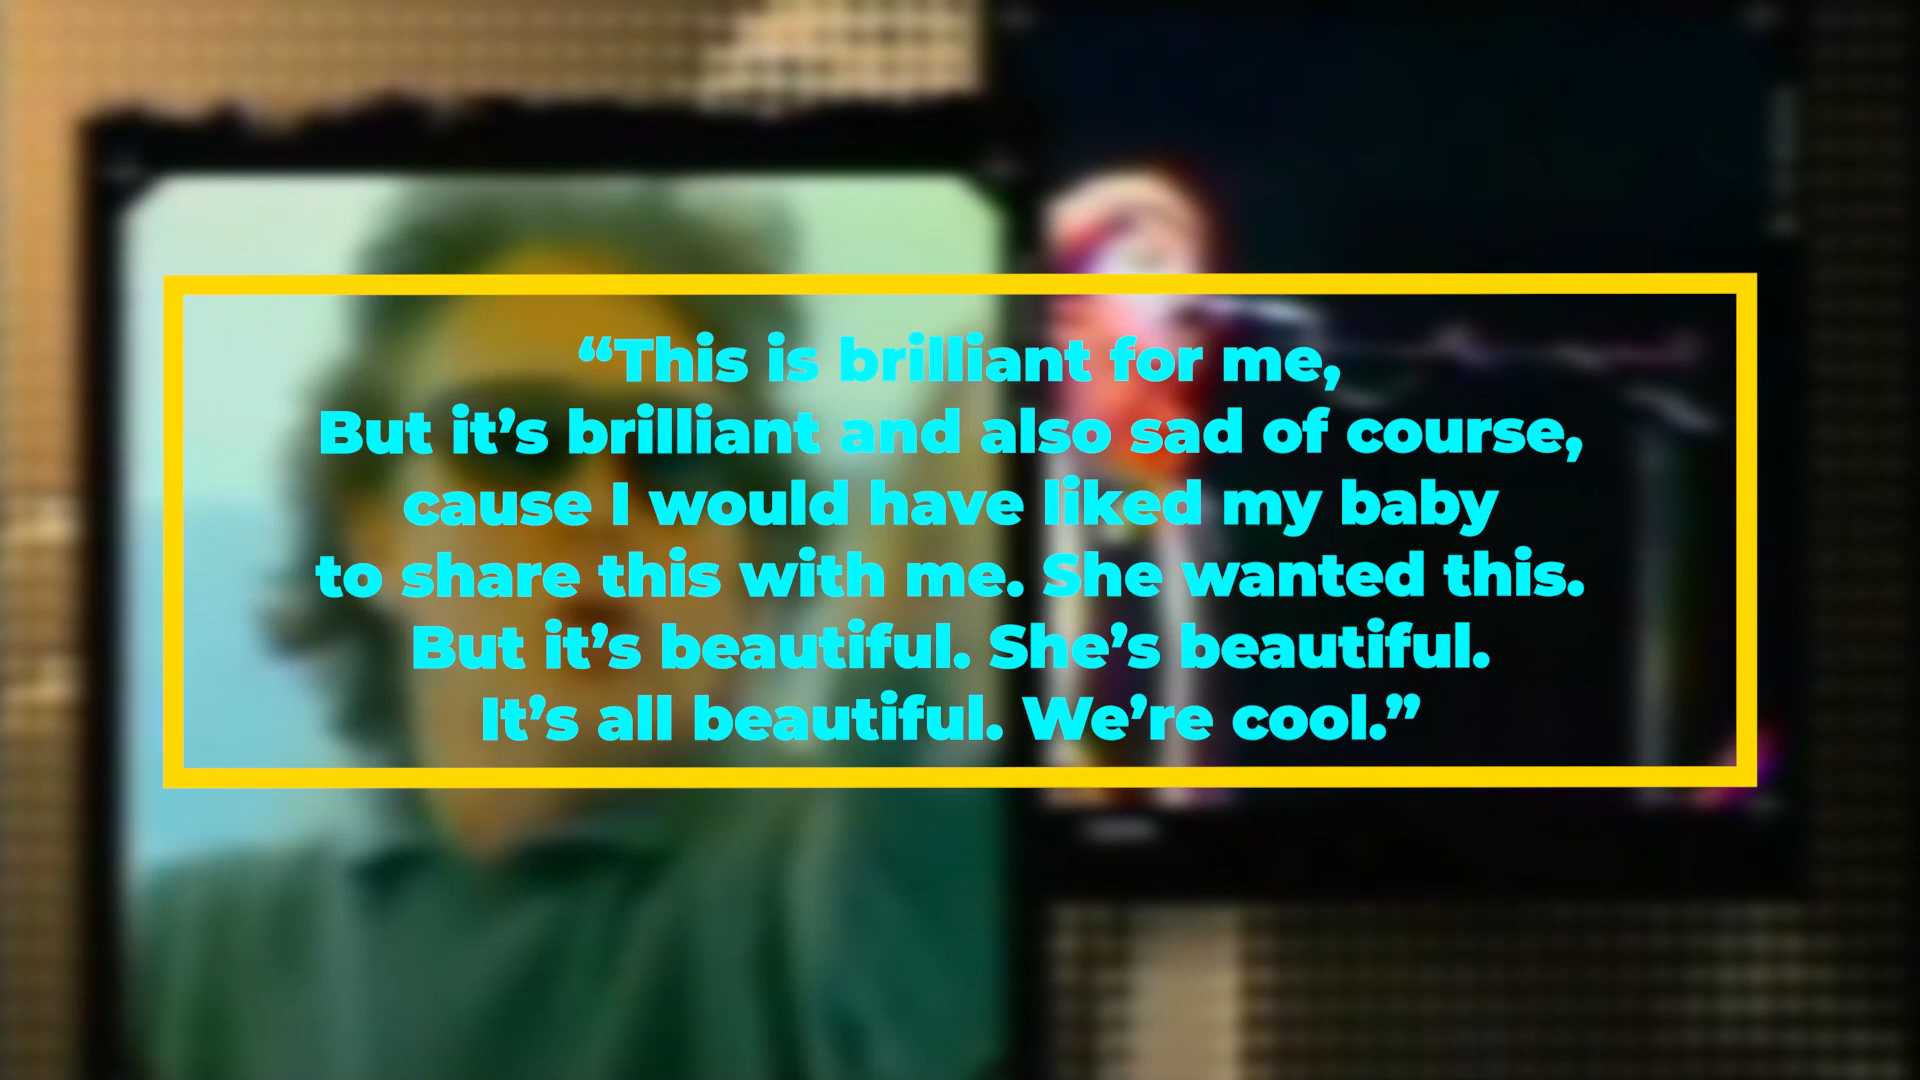 “This is brilliant for me,
But it’s brilliant and also sad of course,
cause I would have liked my baby
to share this with me. She wanted this.
But it’s beautiful. She’s beautiful.
It’s all beautiful. We’re cool.”